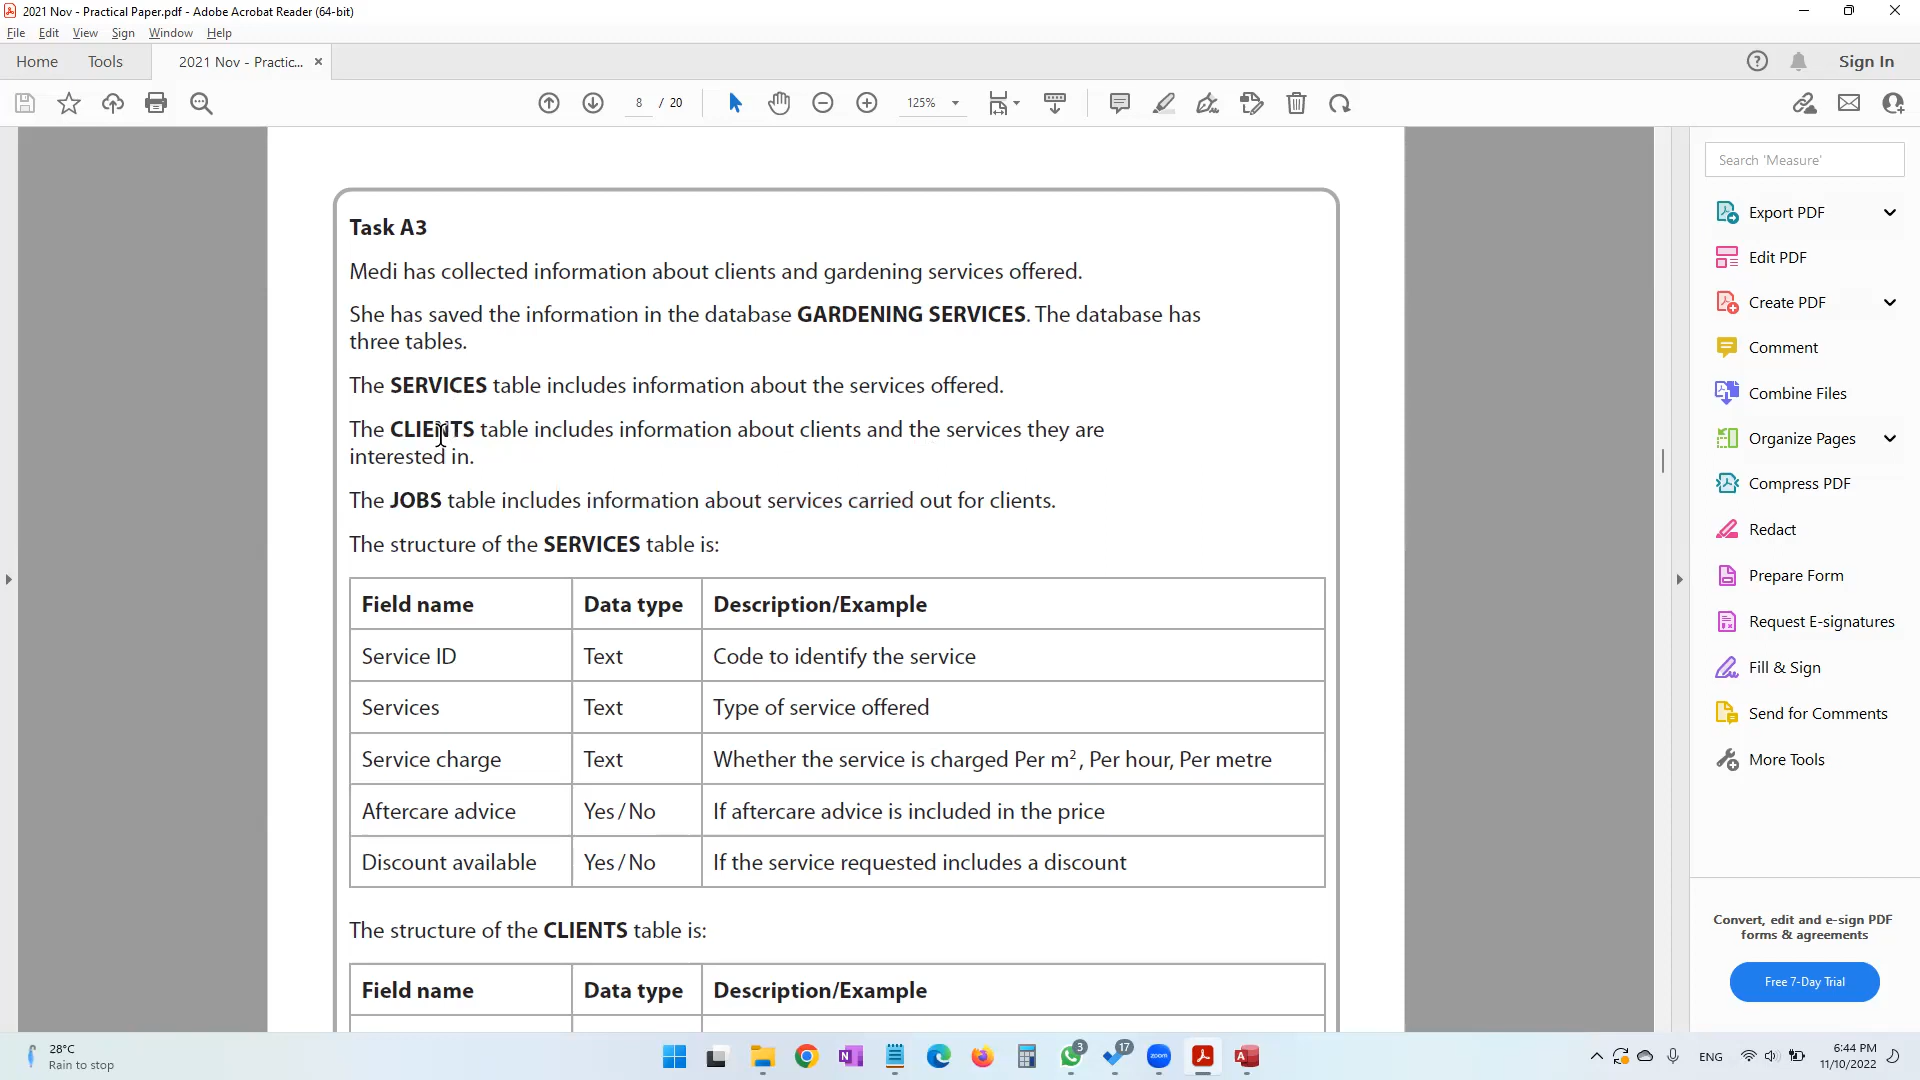 2021 Nov - Practical Paper.pdf - Adobe Acrobat Reader (64-bit)
File Edit View Sign Window Help
Home Tools 2021 Nov - Practic... × Sign In
8 / 20 125%
Search 'Measure'
Task A3
Medi has collected information about clients and gardening services offered.
She has saved the information in the database GARDENING SERVICES. The database has
three tables.
The SERVICES table includes information about the services offered.
The CLIENTS table includes information about clients and the services they are
interested in.
The JOBS table includes information about services carried out for clients.
The structure of the SERVICES table is:
Field name Data type Description/Example
Service ID Text Code to identify the service
Services Text Type of service offered
Service charge Text Whether the service is charged Per m², Per hour, Per metre
Aftercare advice Yes/No If aftercare advice is included in the price
Discount available Yes/No If the service requested includes a discount
The structure of the CLIENTS table is:
Field name Data type Description/Example
Export PDF
Edit PDF
Create PDF
Comment
Combine Files
Organize Pages
Compress PDF
Redact
Prepare Form
Request E-signatures
Fill & Sign
Send for Comments
More Tools
Convert, edit and e-sign PDF
forms & agreements
Free 7-Day Trial
28°C
Rain to stop
3
17
zoom
ENG
6:44 PM
11/10/2022